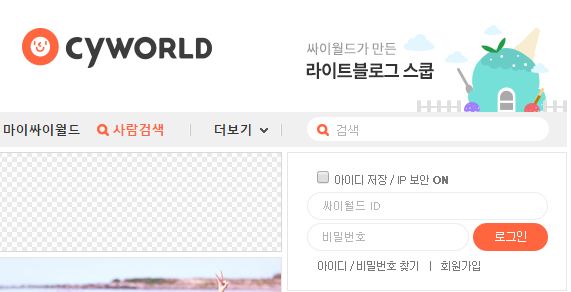 CYWORLD
싸이월드가 만든
라이트블로그 스쿱
마이싸이월드 사람검색 | 더보기 | 검색
아이디 저장 / IP 보안 ON
싸이월드 ID
비밀번호 로그인
아이디 / 비밀번호 찾기 | 회원가입